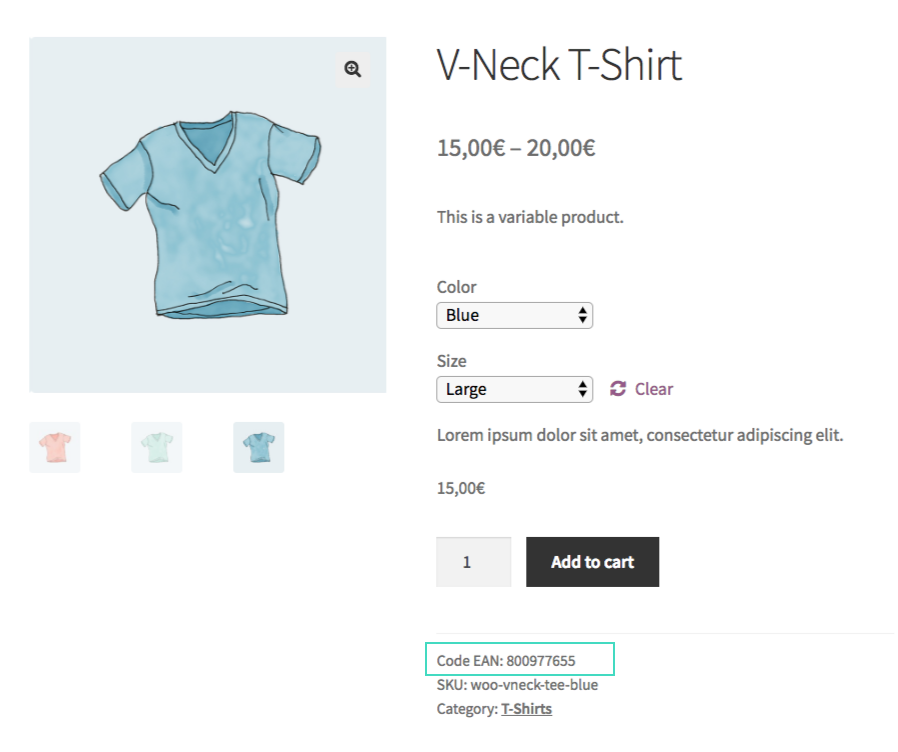 V-Neck T-Shirt
15,00€ – 20,00€
This is a variable product.
Color
Blue
Size
Large Clear
Lorem ipsum dolor sit amet, consectetur adipiscing elit.
15,00€
1 Add to cart
Code EAN: 800977655
SKU: woo-vneck-tee-blue
Category: T-Shirts